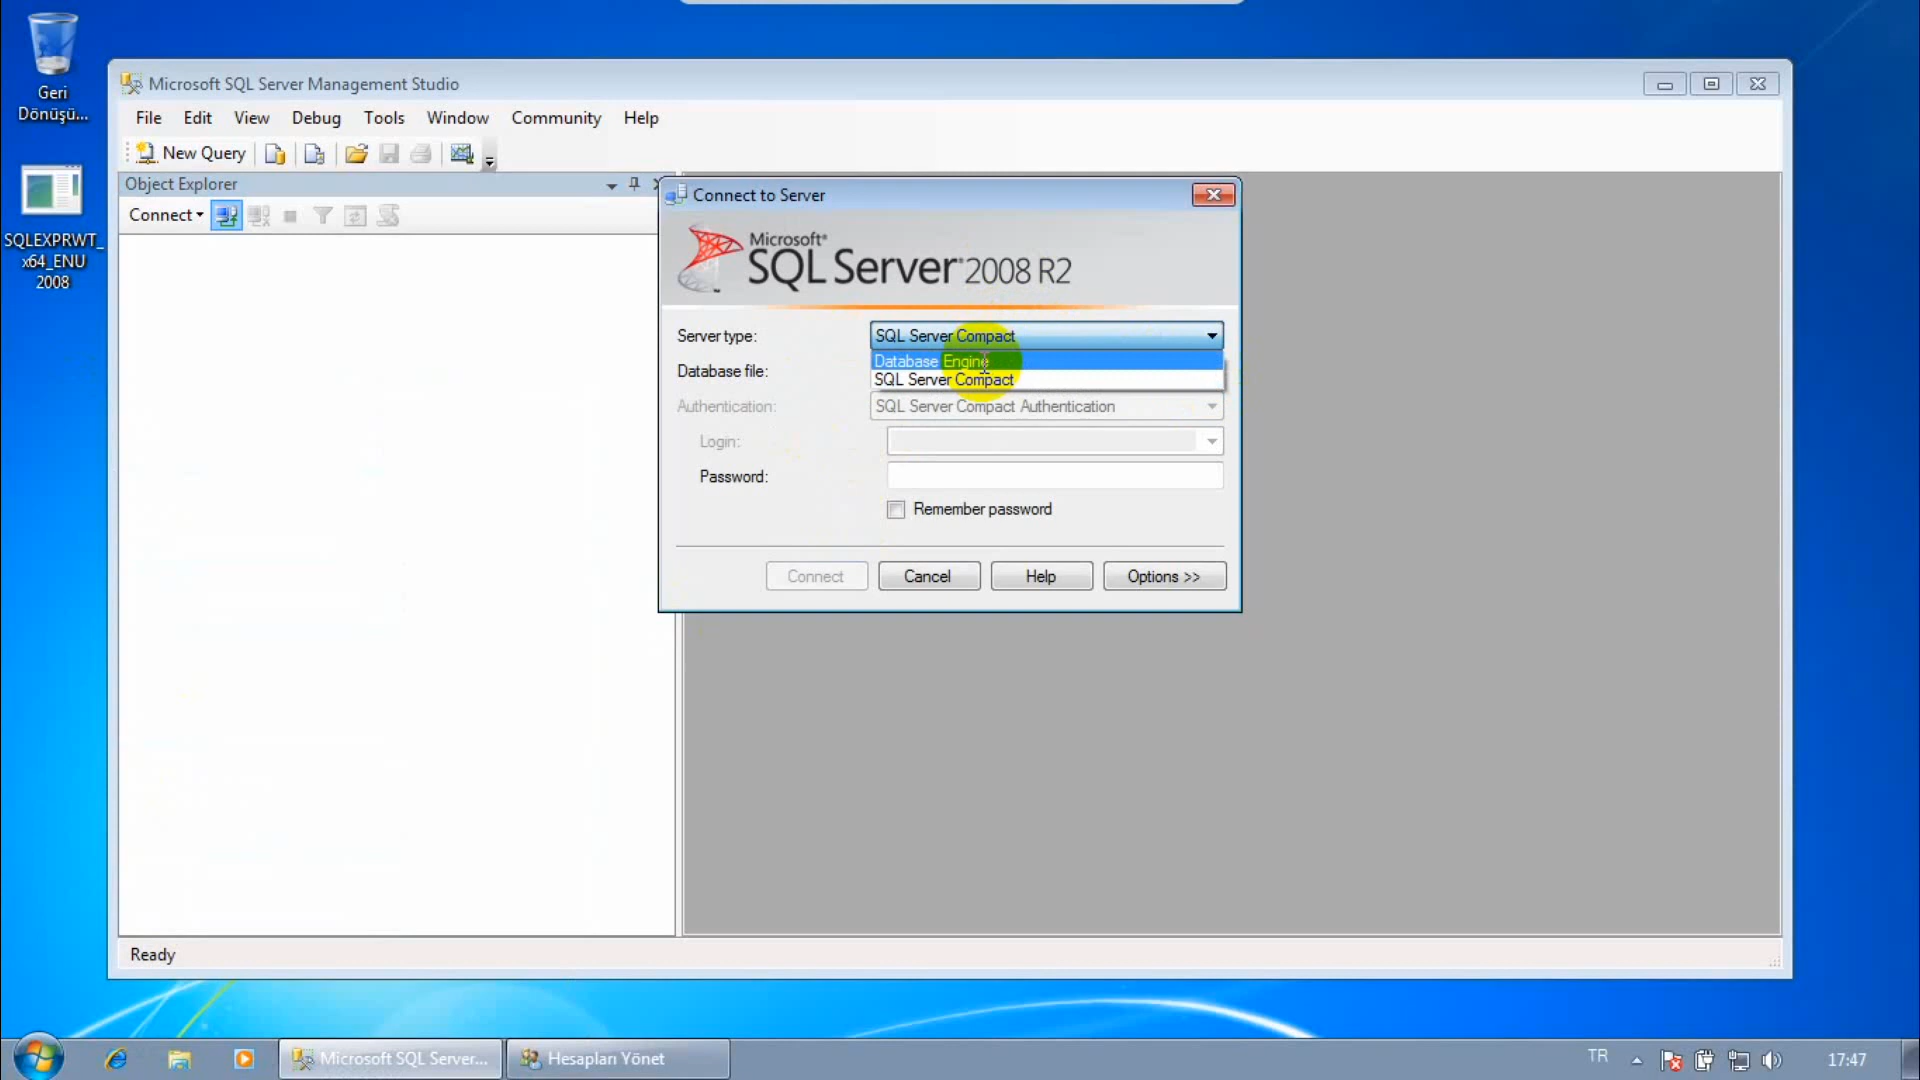 Geri
Dönüşü...
SQLEXPRWT_
x64_ENU
2008
Microsoft SQL Server Management Studio
File Edit View Debug Tools Window Community Help
New Query
Object Explorer
Connect
Connect to Server
Microsoft®
SQL Server® 2008 R2
Server type:
SQL Server Compact
Database Engine
SQL Server Compact
Database file:
Authentication:
SQL Server Compact Authentication
Login:
Password:
Remember password
Connect Cancel Help Options >>
Ready
Microsoft SQL Server...
Hesapları Yönet
TR
17:47